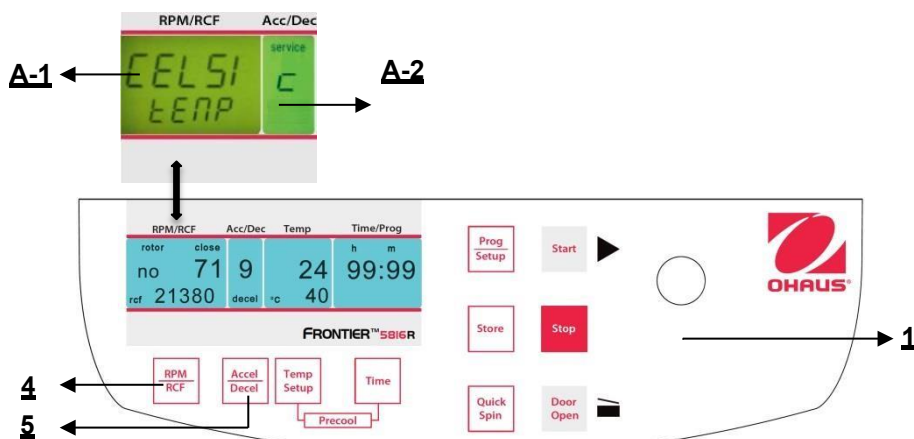 RPM/RCF Acc/Dec
service
CELSI C
A-1 A-2
tEMP
RPM/RCF Acc/Dec Temp Time/Prog
rotor close h m
no 71 9 24 99:99
rcf 21380 decel °C 40
FRONTIER™ 5816R
Prog
Setup
Start
OHAUS®
Store
Stop
1
4
RPM
RCF
Accel
Decel
Temp
Setup
Time
5
Precool
Quick
Spin
Door
Open